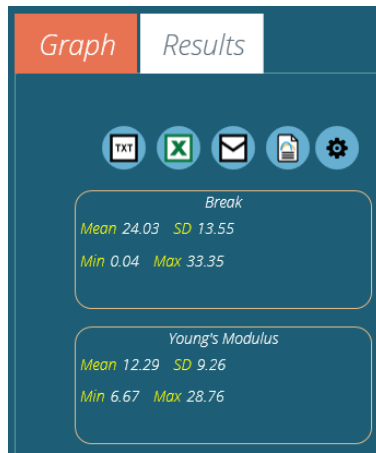 Graph Results
TXT X
Break
Mean 24.03 SD 13.55
Min 0.04 Max 33.35
Young's Modulus
Mean 12.29 SD 9.26
Min 6.67 Max 28.76